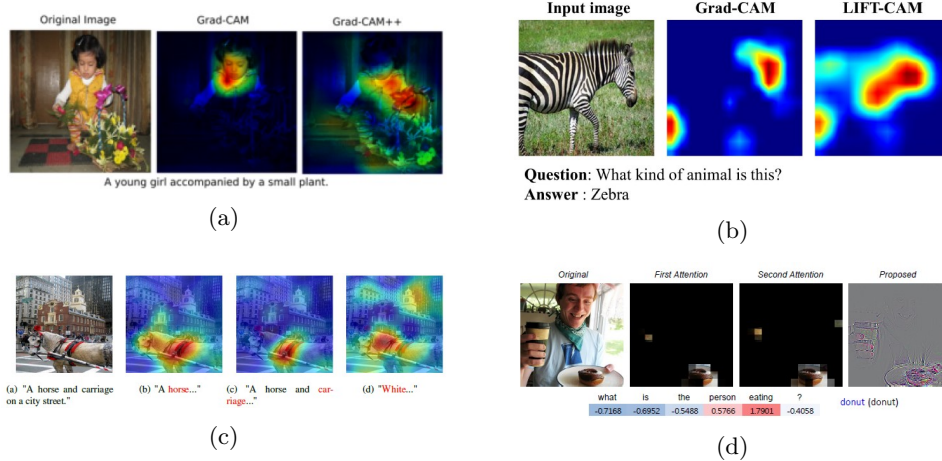 Original Image Grad-CAM Grad-CAM++
A young girl accompanied by a small plant.
(a)
Input image Grad-CAM LIFT-CAM
Question: What kind of animal is this?
Answer : Zebra
(b)
(a) "A horse and carriage
on a city street."
(b) "A horse..."
(c) "A horse and car-
riage..."
(d) "White..."
(c)
Original First Attention Second Attention Proposed
what is the person eating ?
-0.7168 -0.6952 -0.5488 0.5766 1.7901 -0.4058
donut (donut)
(d)